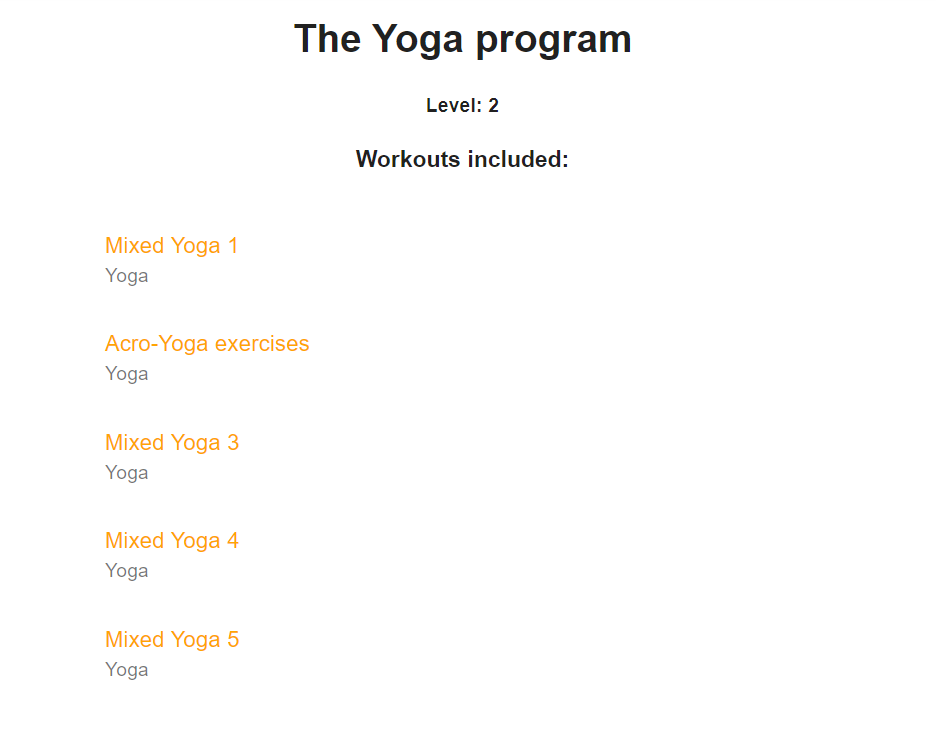 The Yoga program
Level: 2
Workouts included:
Mixed Yoga 1
Yoga
Acro-Yoga exercises
Yoga
Mixed Yoga 3
Yoga
Mixed Yoga 4
Yoga
Mixed Yoga 5
Yoga